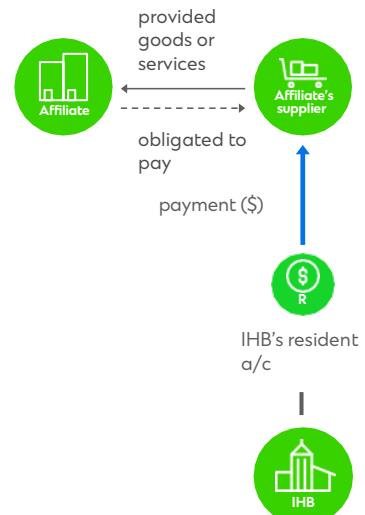 provided
goods or
services
Affiliate
Affiliate's
supplier
obligated to
pay
payment ($)
$
R
IHB's resident
a/c
IHB